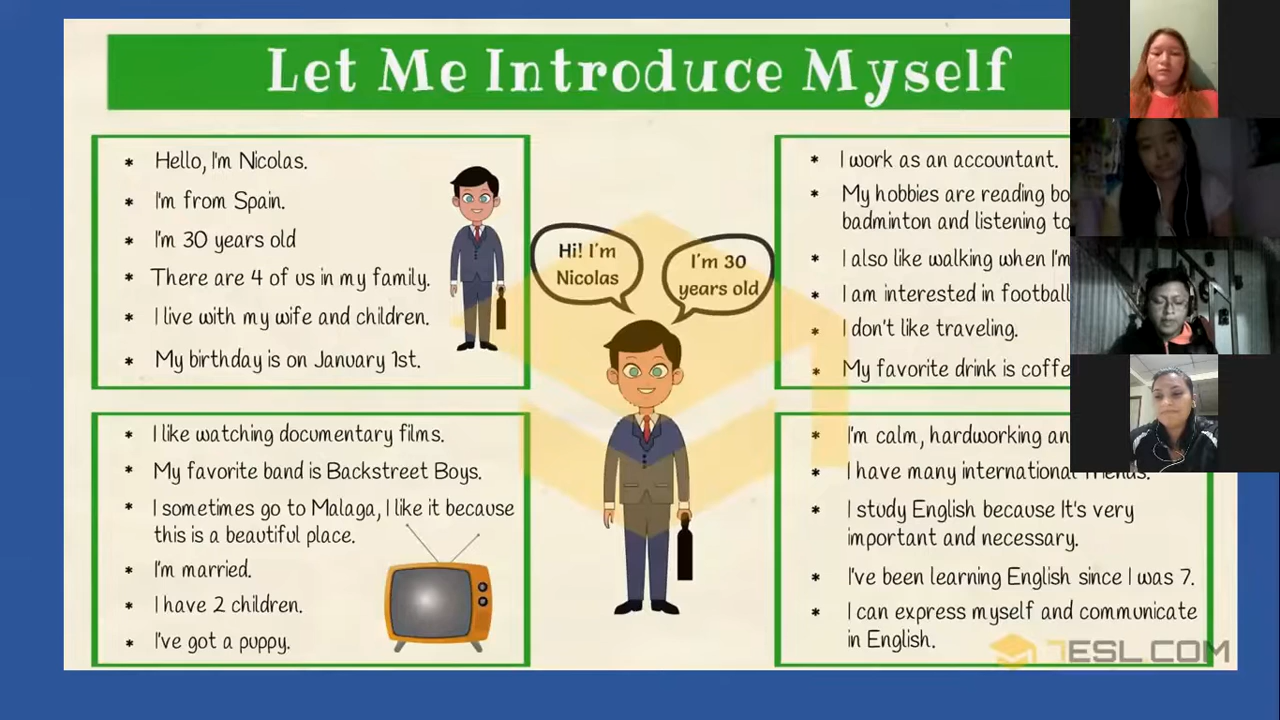 Let Me Introduce Myself
* Hello, I'm Nicolas.
* I'm from Spain.
* I'm 30 years old
* There are 4 of us in my family.
* I live with my wife and children.
* My birthday is on January 1st.
Hi! I'm
Nicolas
I'm 30
years old
* I work as an accountant.
* My hobbies are reading
badminton and listening to
* I also like walking when I'm
* I am interested in football
* I don't like traveling.
* My favorite drink is
* I like watching documentary films.
* My favorite band is Backstreet Boys.
* I sometimes go to Malaga, I like it because
this is a beautiful place.
* I'm married.
* I have 2 children.
* I've got a puppy.
* I'm calm, hardworking
* I have many international friends.
* I study English because It's very
important and necessary.
* I've been learning English since I was 7.
* I can express myself and communicate
in English.
7ESL.COM